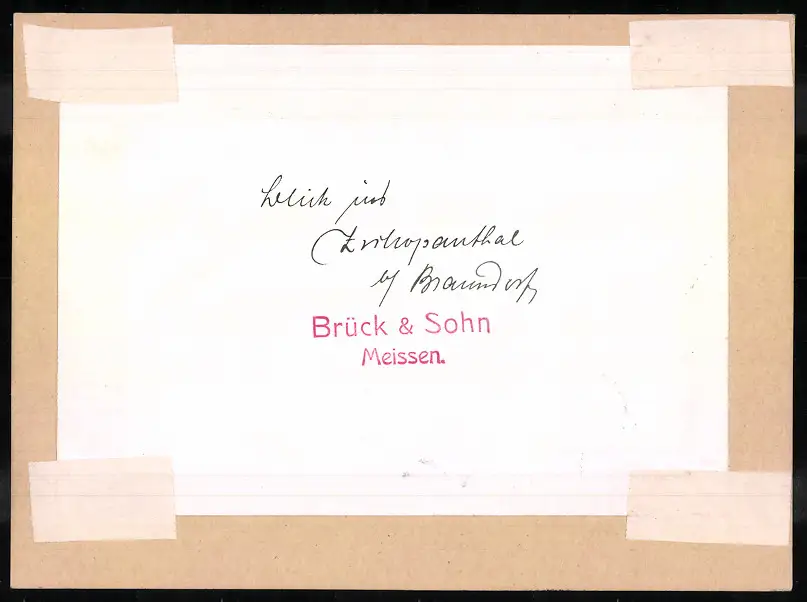 Blick ins
Zschopauthal
b/ Braunsdorf
Brück & Sohn
Meissen.